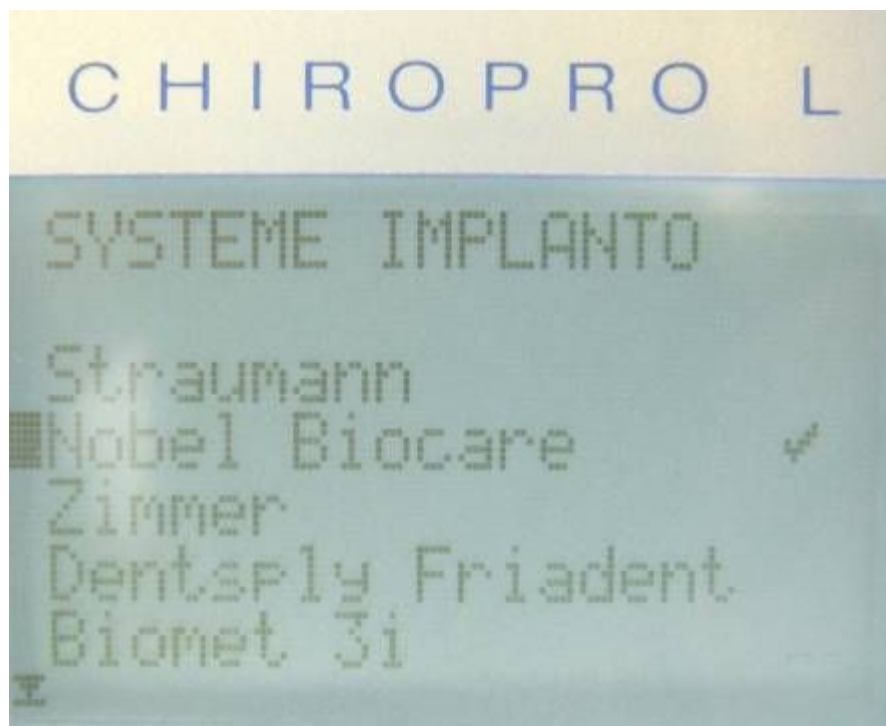 CHIROPRO L
SYSTEME IMPLANTO
Straumann
Nobel Biocare
Zimmer
Dentsply Friadent
Biomet 3i